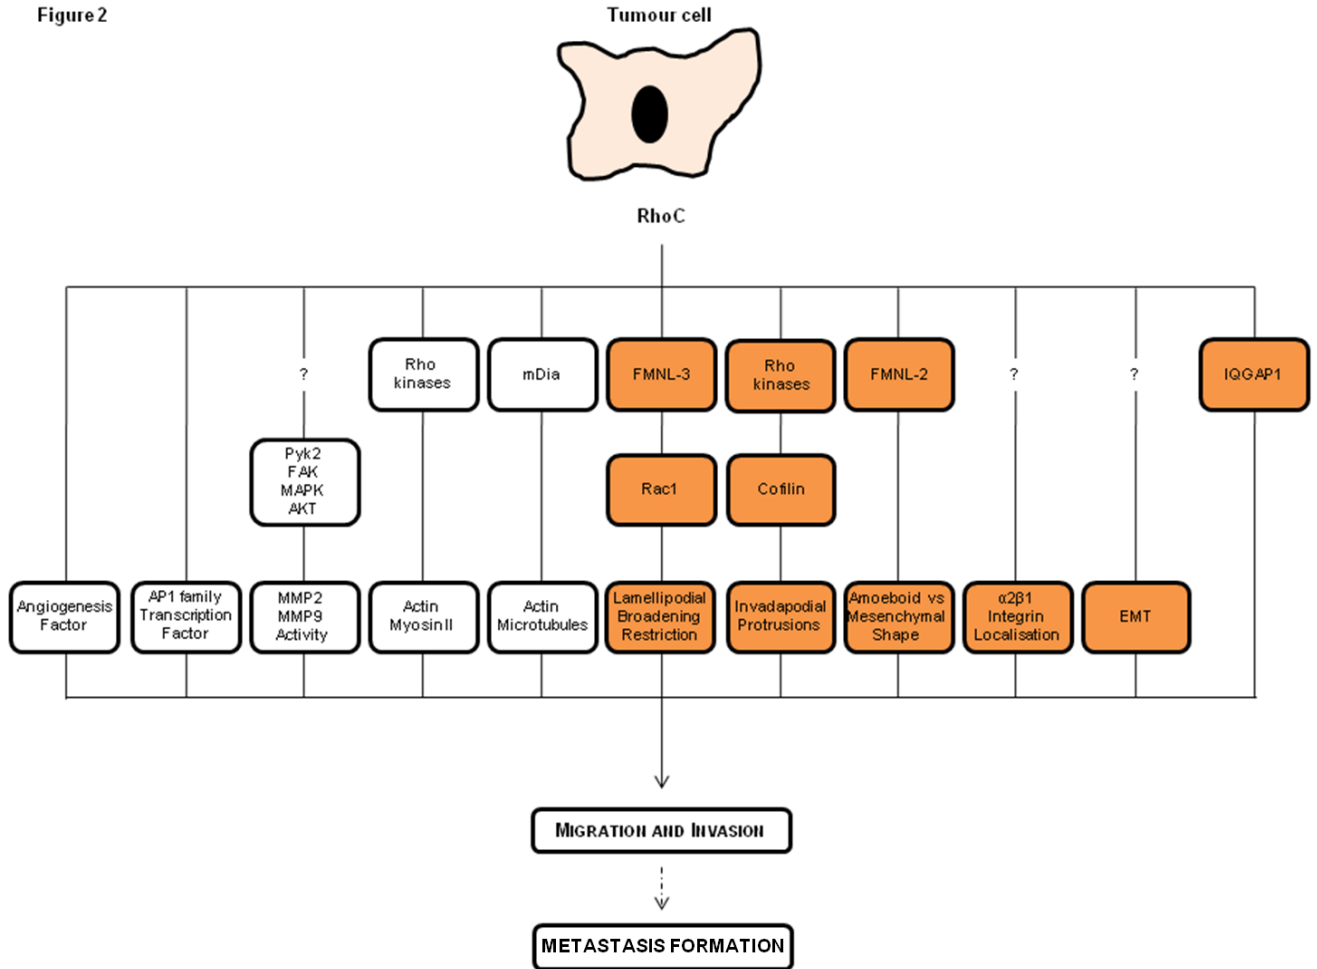 Figure 2
Tumour cell
RhoC
?
Rho
kinases
mDia
FMNL-3
Rho
kinases
FMNL-2
?
?
IQGAP1
Pyk2
FAK
MAPK
AKT
Rac1
Cofilin
Angiogenesis
Factor
AP1 family
Transcription
Factor
MMP2
MMP9
Activity
Actin
Myosin II
Actin
Microtubules
Lamellipodial
Broadening
Restriction
Invadapodial
Protrusions
Amoeboid vs
Mesenchymal
Shape
α2β1
Integrin
Localisation
EMT
MIGRATION AND INVASION
METASTASIS FORMATION